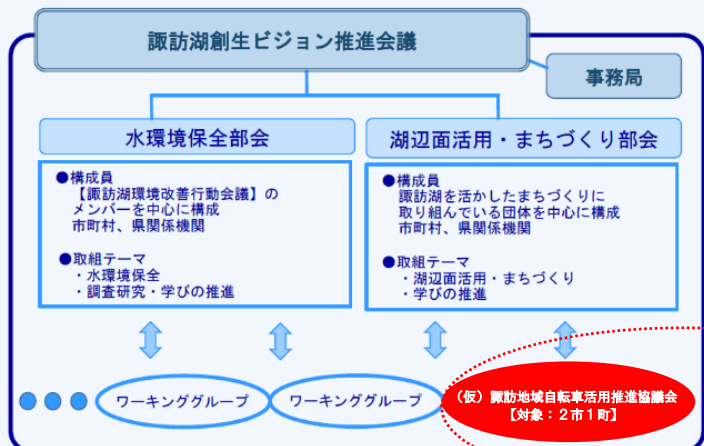 諏訪湖創生ビジョン推進会議
事務局
水環境保全部会
●構成員
【諏訪湖環境改善行動会議】の
メンバーを中心に構成
市町村、県関係機関
●取組テーマ
・水環境保全
・調査研究・学びの推進
湖辺面活用・まちづくり部会
●構成員
諏訪湖を活かしたまちづくりに
取り組んでいる団体を中心に構成
市町村、県関係機関
●取組テーマ
・湖辺面活用・まちづくり
・学びの推進
ワーキンググループ
ワーキンググループ
（仮）諏訪地域自転車活用推進協議会
【対象：２市１町】